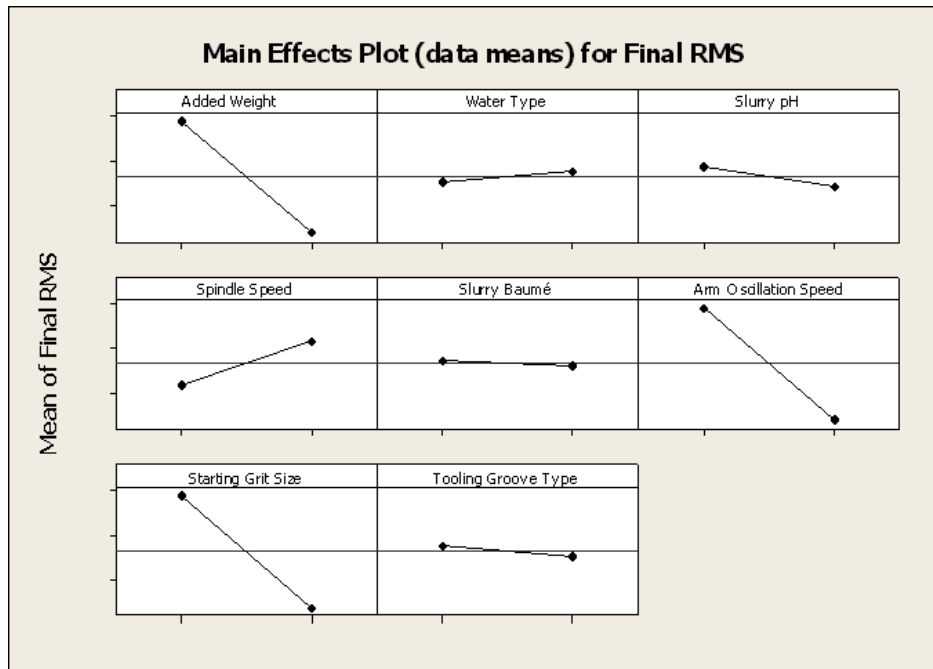 Main Effects Plot (data means) for Final RMS
Added Weight
Water Type
Slurry pH
Mean of Final RMS
Spindle Speed
Slurry Baumé
Arm Oscillation Speed
Starting Grit Size
Tooling Groove Type